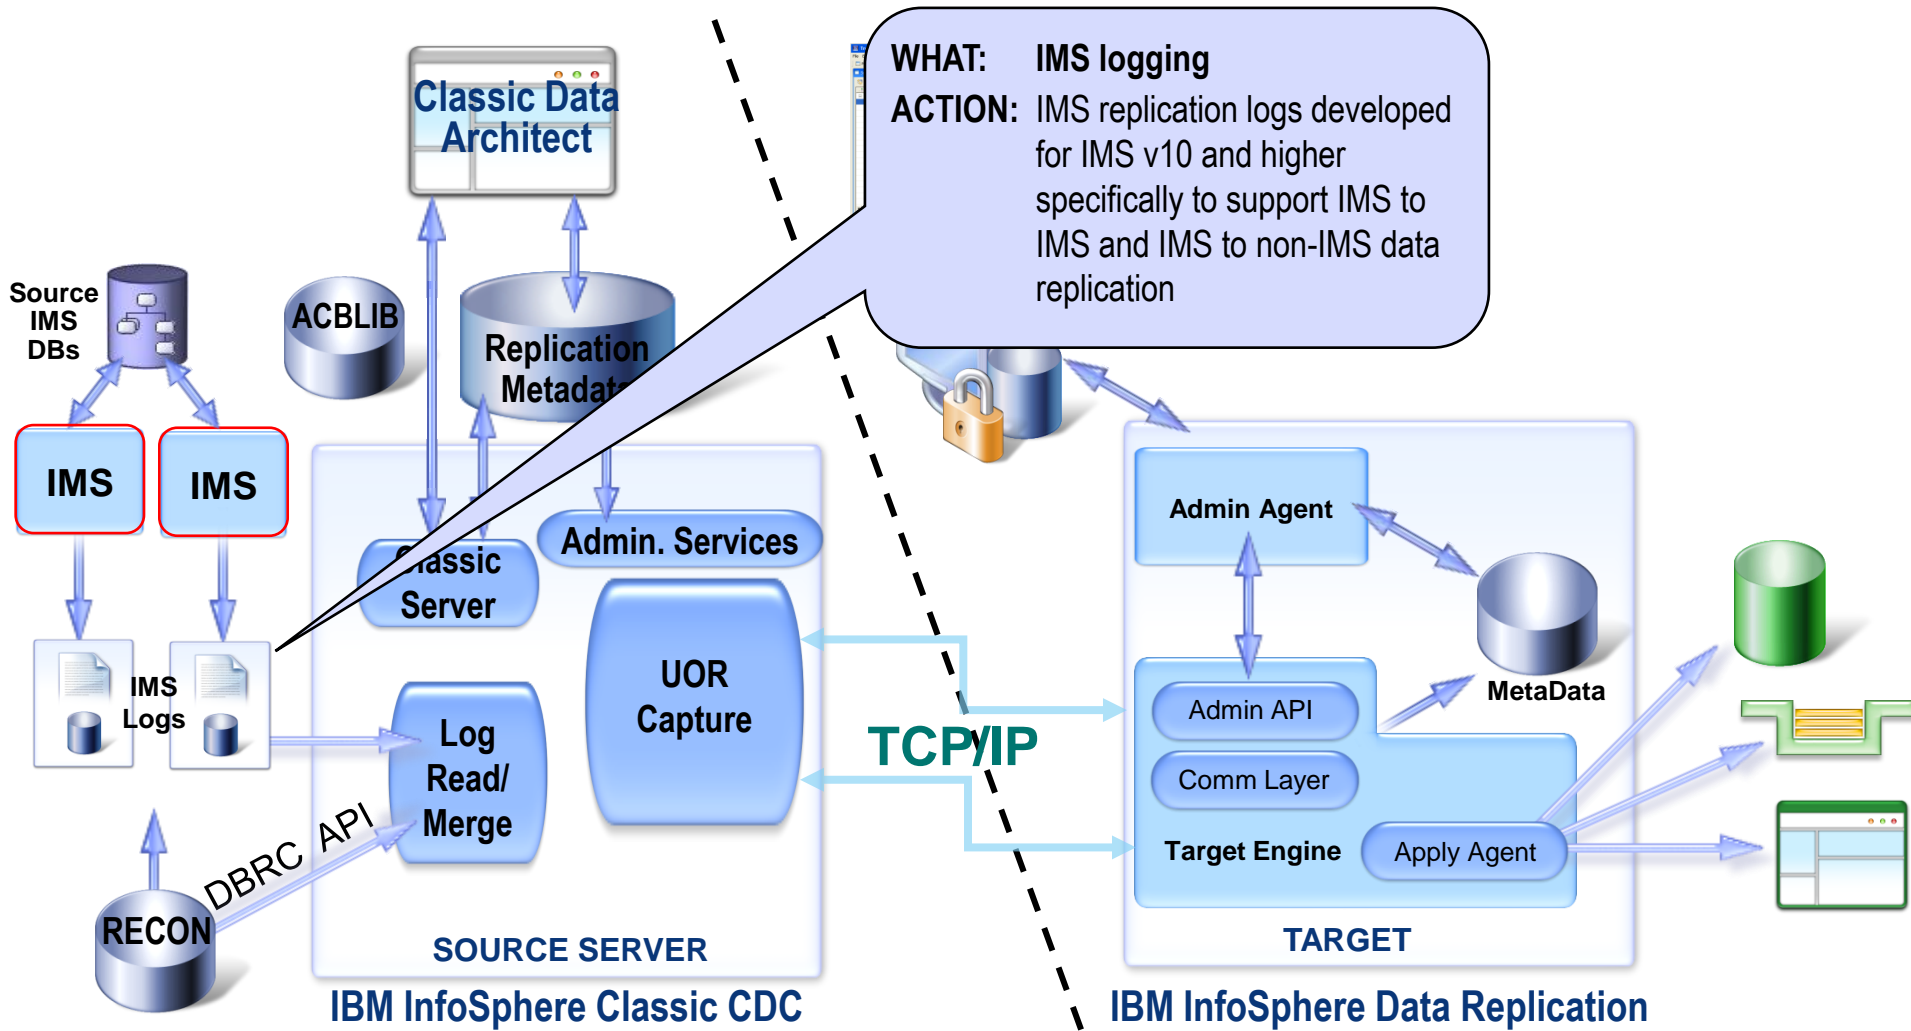 WHAT: IMS logging
ACTION: IMS replication logs developed
for IMS v10 and higher
specifically to support IMS to
IMS and IMS to non-IMS data
replication
Classic Data
Architect
Source
IMS
DBs
ACBLIB
Replication
Metadata
IMS
IMS
Admin. Services
Classic
Server
UOR
Capture
IMS
Logs
Log
Read/
Merge
DBRC API
RECON
SOURCE SERVER
IBM InfoSphere Classic CDC
TCP/IP
Admin Agent
MetaData
Admin API
Comm Layer
Target Engine
Apply Agent
TARGET
IBM InfoSphere Data Replication